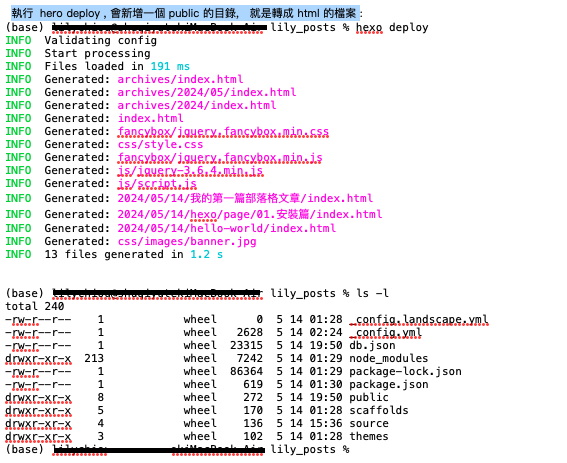 執行 hero deploy，會新增一個 public 的目錄， 就是轉成 html 的檔案：
(base) lily_posts % hexo deploy
INFO  Validating config
INFO  Start processing
INFO  Files loaded in 191 ms
INFO  Generated: archives/index.html
INFO  Generated: archives/2024/05/index.html
INFO  Generated: archives/2024/index.html
INFO  Generated: index.html
INFO  Generated: fancybox/jquery.fancybox.min.css
INFO  Generated: css/style.css
INFO  Generated: fancybox/jquery.fancybox.min.js
INFO  Generated: js/jquery-3.6.4.min.js
INFO  Generated: js/script.js
INFO  Generated: 2024/05/14/我的第一篇部落格文章/index.html
INFO  Generated: 2024/05/14/hexo/page/01.安裝篇/index.html
INFO  Generated: 2024/05/14/hello-world/index.html
INFO  Generated: css/images/banner.jpg
INFO  13 files generated in 1.2 s
(base) lily_posts % ls -l
total 240
-rw-r--r-- 1 wheel 0 5 14 01:28 _config.landscape.yml
-rw-r--r-- 1 wheel 2628 5 14 02:24 _config.yml
-rw-r--r-- 1 wheel 23315 5 14 19:50 db.json
drwxr-xr-x 213 wheel 7242 5 14 01:29 node_modules
-rw-r--r-- 1 wheel 86364 5 14 01:29 package-lock.json
-rw-r--r-- 1 wheel 619 5 14 01:30 package.json
drwxr-xr-x 8 wheel 272 5 14 19:50 public
drwxr-xr-x 5 wheel 170 5 14 01:28 scaffolds
drwxr-xr-x 4 wheel 136 5 14 15:36 source
drwxr-xr-x 3 wheel 102 5 14 01:28 themes
(base) lily_posts %